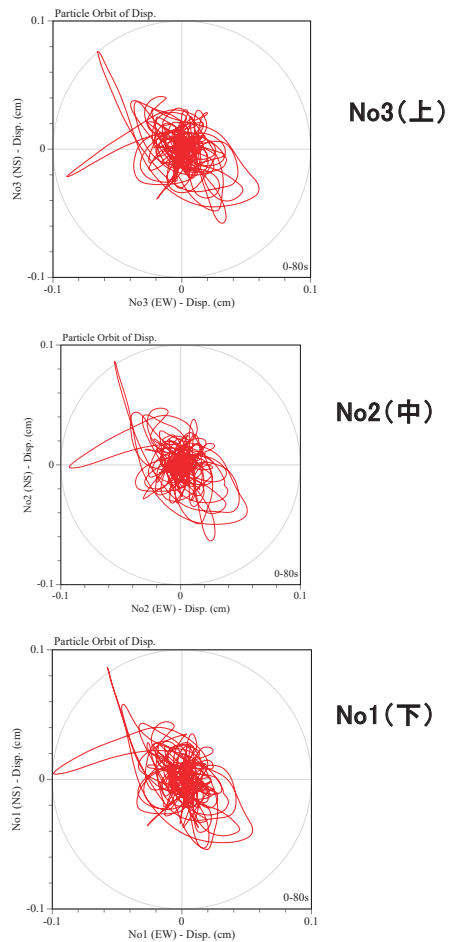 Particle Orbit of Disp.
0.1
No3 (NS) - Disp. (cm)
0
-0.1
0-80s
-0.1
0
0.1
No3 (EW) - Disp. (cm)
No3(上)
Particle Orbit of Disp.
0.1
No2 (NS) - Disp. (cm)
0
-0.1
0-80s
-0.1
0
0.1
No2 (EW) - Disp. (cm)
No2(中)
Particle Orbit of Disp.
0.1
No1 (NS) - Disp. (cm)
0
-0.1
0-80s
-0.1
0
0.1
No1 (EW) - Disp. (cm)
No1(下)